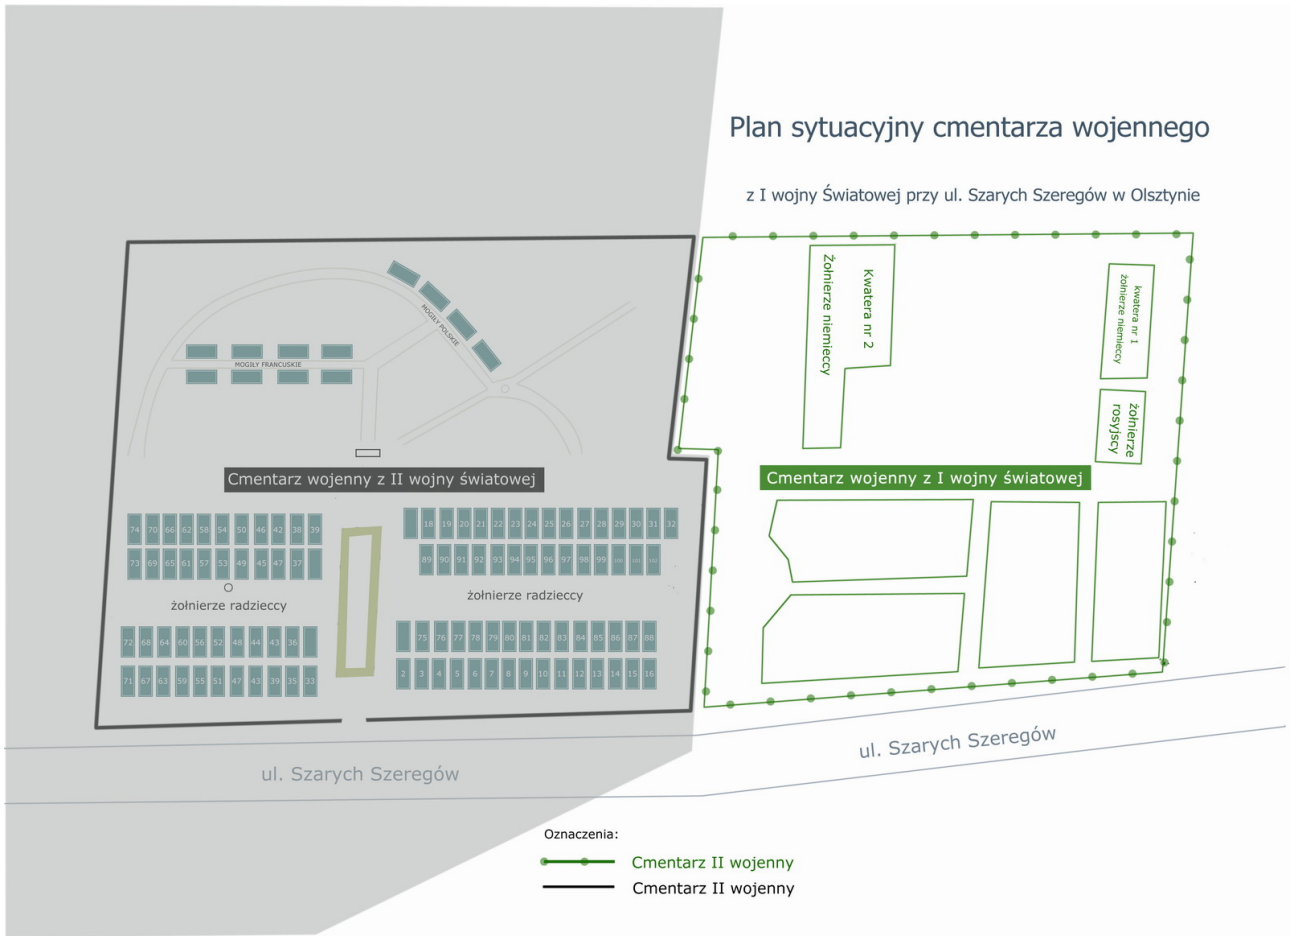 Plan sytuacyjny cmentarza wojennego
z I wojny Światowej przy ul. Szarych Szeregów w Olsztynie
Żołnierze niemieccy
Kwatera nr 2
kwatera nr 1
żołnierze niemieccy
żołnierze
rosyjscy
MOGIŁY POLSKIE
MOGIŁY FRANCUSKIE
Cmentarz wojenny z II wojny światowej
Cmentarz wojenny z I wojny światowej
74 70 66 62 58 54 50 46 42 38 39
18 19 20 21 22 23 24 25 26 27 28 29 30 31 32
73 69 65 61 57 53 49 45 47 37
89 90 91 92 93 94 95 96 97 98 99 100 101 102
żołnierze radzieccy
żołnierze radzieccy
72 68 64 60 56 52 48 44 43 36
75 76 77 78 79 80 81 82 83 84 85 86 87 88
71 67 63 59 55 51 47 43 39 35 33
2 3 4 5 6 7 8 9 10 11 12 13 14 15 16
ul. Szarych Szeregów
ul. Szarych Szeregów
Oznaczenia:
Cmentarz II wojenny
Cmentarz II wojenny